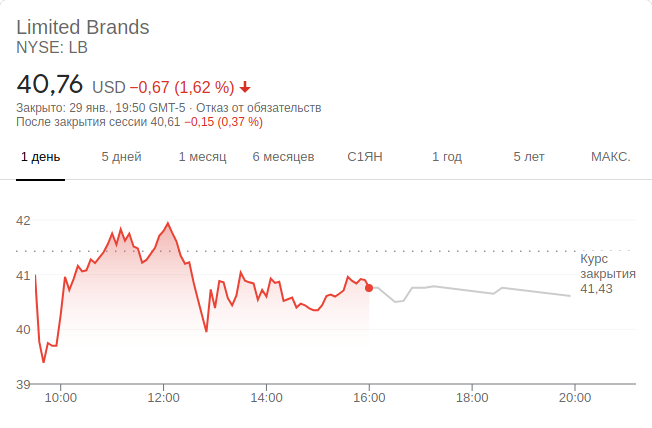 Limited Brands
NYSE: LB
40,76 USD −0,67 (1,62 %)
Закрыто: 29 янв., 19:50 GMT-5 · Отказ от обязательств
После закрытия сессии 40,61 −0,15 (0,37 %)
1 день 5 дней 1 месяц 6 месяцев С1ЯН 1 год 5 лет МАКС.
42
Курс
закрытия
41,43
41
40
39
10:00 12:00 14:00 16:00 18:00 20:00